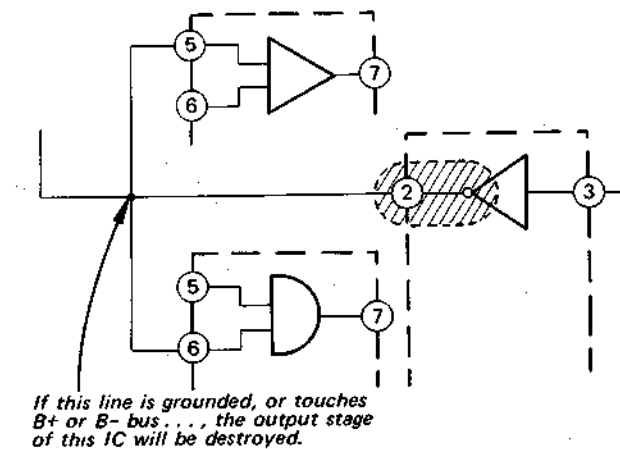 5
7
6
2
3
5
7
6
If this line is grounded, or touches
B+ or B- bus...., the output stage
of this IC will be destroyed.